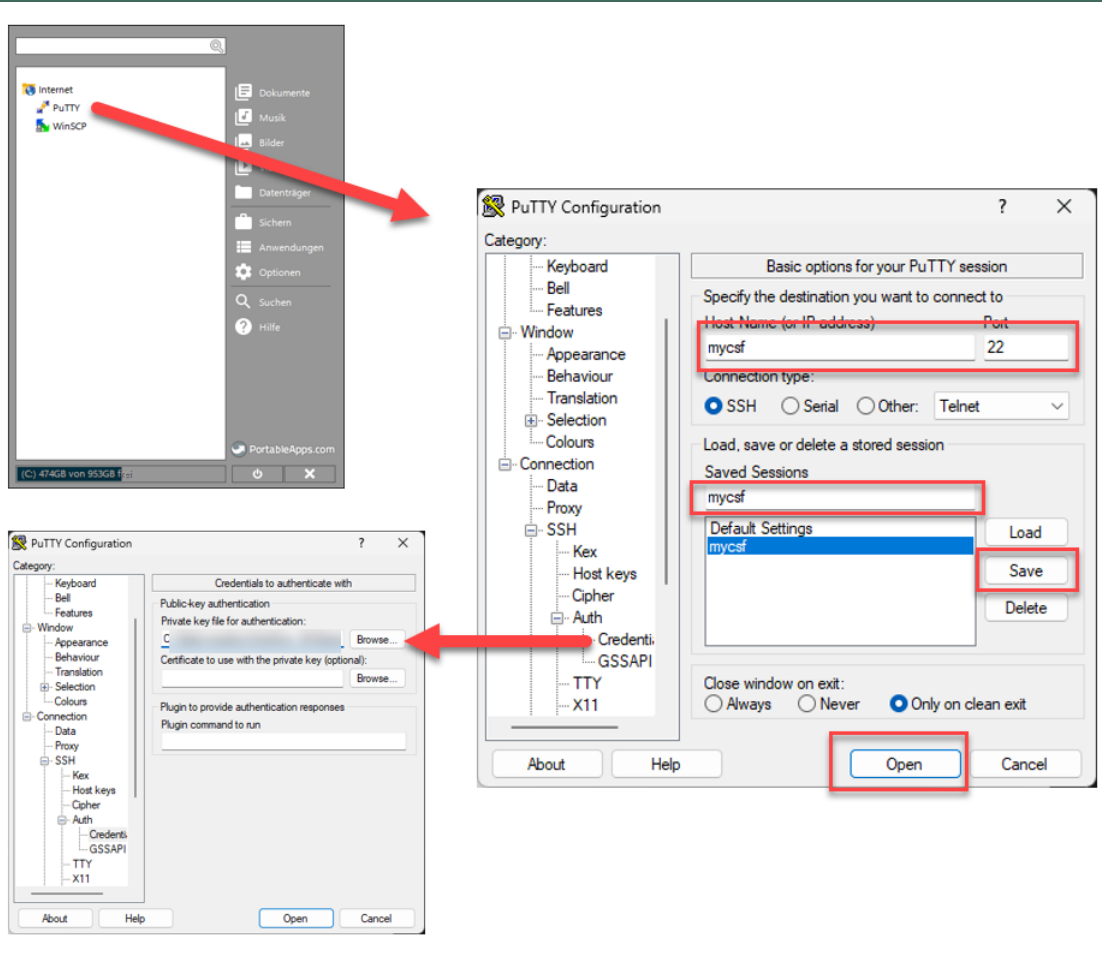 Internet
PuTTY
WinSCP
Dokumente
Musik
Bilder
Datenträger
Sichern
Anwendungen
Optionen
Suchen
Hilfe
PortableApps.com
(C:) 474GB von 953GB
PuTTY Configuration
?
Category:
Keyboard
Bell
Features
Window
Appearance
Behaviour
Translation
Selection
Colours
Connection
Data
Proxy
SSH
Kex
Host keys
Cipher
Auth
Credenti
GSSAPI
TTY
X11
Basic options for your PuTTY session
Specify the destination you want to connect to
Host Name (or IP address) Port
mycsf 22
Connection type:
SSH Serial Other: Telnet
Load, save or delete a stored session
Saved Sessions
mycsf
Default Settings
mycsf
Load
Save
Delete
Close window on exit:
Always Never Only on clean exit
About Help Open Cancel
PuTTY Configuration
?
Category:
Keyboard
Bell
Features
Window
Appearance
Behaviour
Translation
Selection
Colours
Connection
Data
Proxy
SSH
Kex
Host keys
Cipher
Auth
Credenti
GSSAPI
TTY
X11
Credentials to authenticate with
Public-key authentication
Private key file for authentication:
C
Browse...
Certificate to use with the private key (optional):
Browse...
Plugin to provide authentication responses
Plugin command to run
About Help Open Cancel